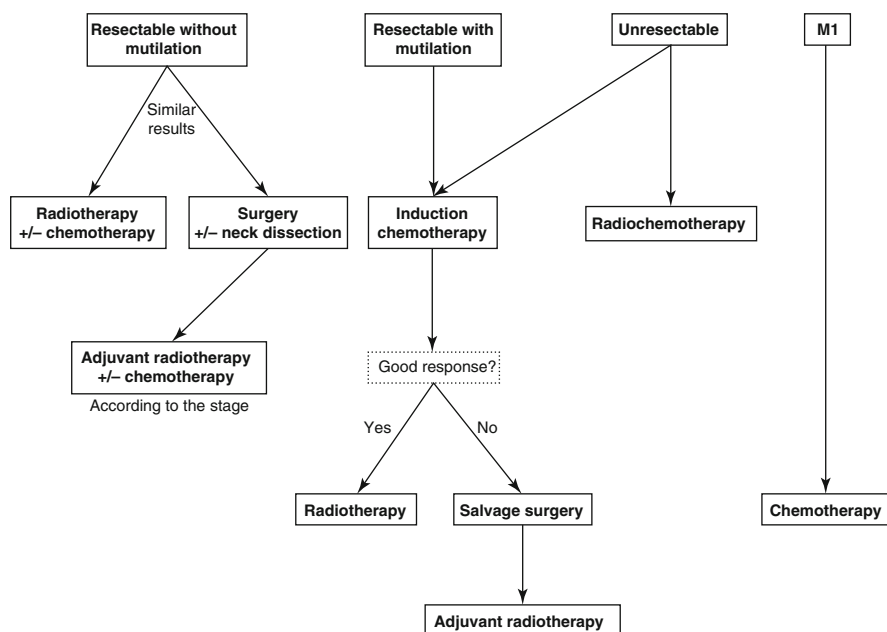 Resectable without
mutilation
Resectable with
mutilation
Unresectable
M1
Similar
results
Radiotherapy
+/– chemotherapy
Surgery
+/– neck dissection
Induction
chemotherapy
Radiochemotherapy
Adjuvant radiotherapy
+/– chemotherapy
According to the stage
Good response?
Yes
No
Radiotherapy
Salvage surgery
Chemotherapy
Adjuvant radiotherapy